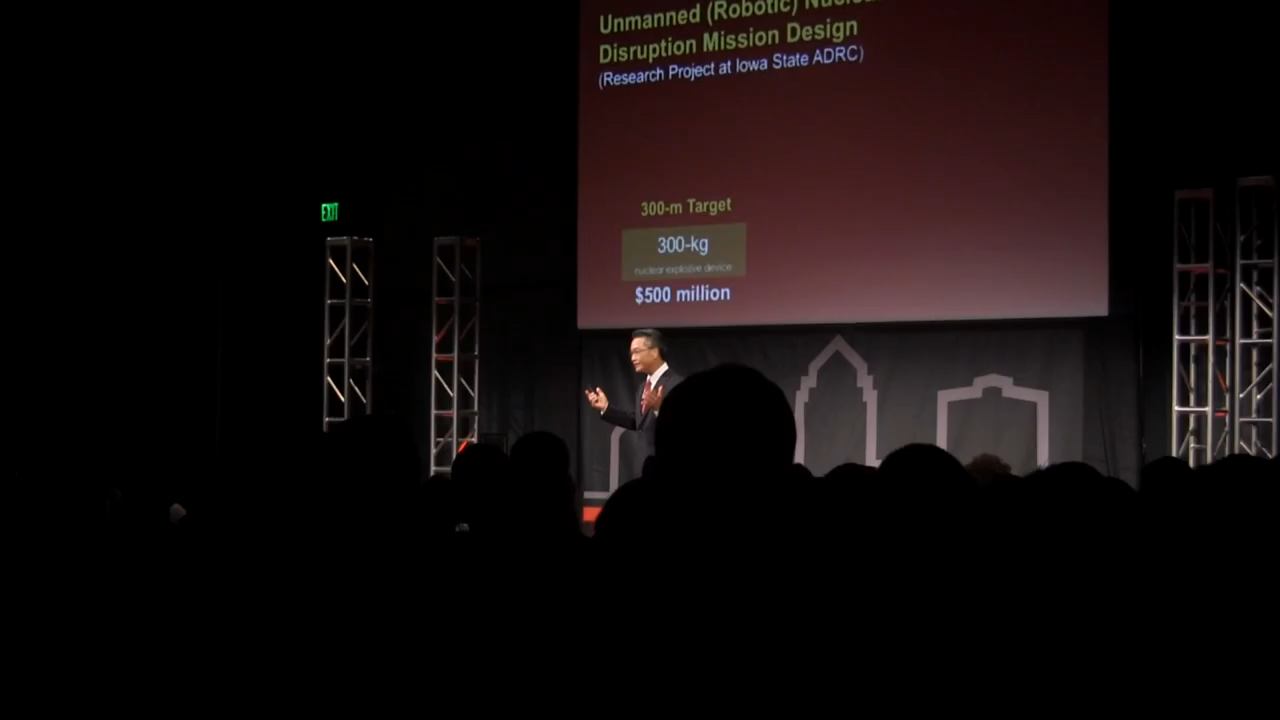 Unmanned (Robotic) Nuclear
Disruption Mission Design
(Research Project at Iowa State ADRC)
EXIT
300-m Target
300-kg
nuclear explosive device
$500 million